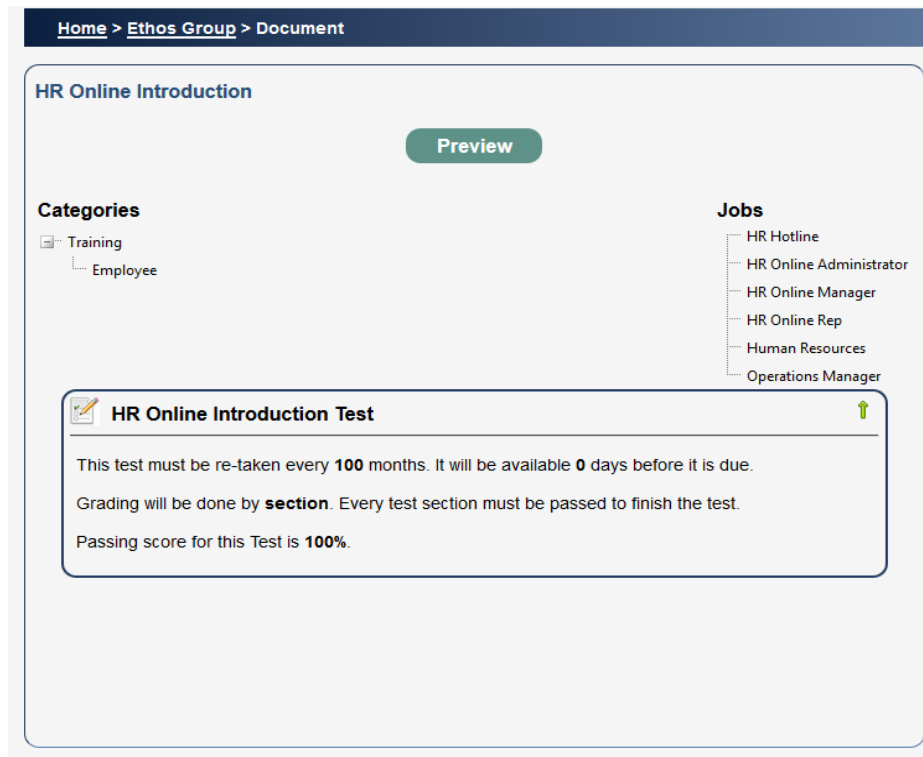 Home > Ethos Group > Document
HR Online Introduction
Preview
Categories
Training
Employee
Jobs
HR Hotline
HR Online Administrator
HR Online Manager
HR Online Rep
Human Resources
Operations Manager
HR Online Introduction Test
This test must be re-taken every 100 months. It will be available 0 days before it is due.
Grading will be done by section. Every test section must be passed to finish the test.
Passing score for this Test is 100%.